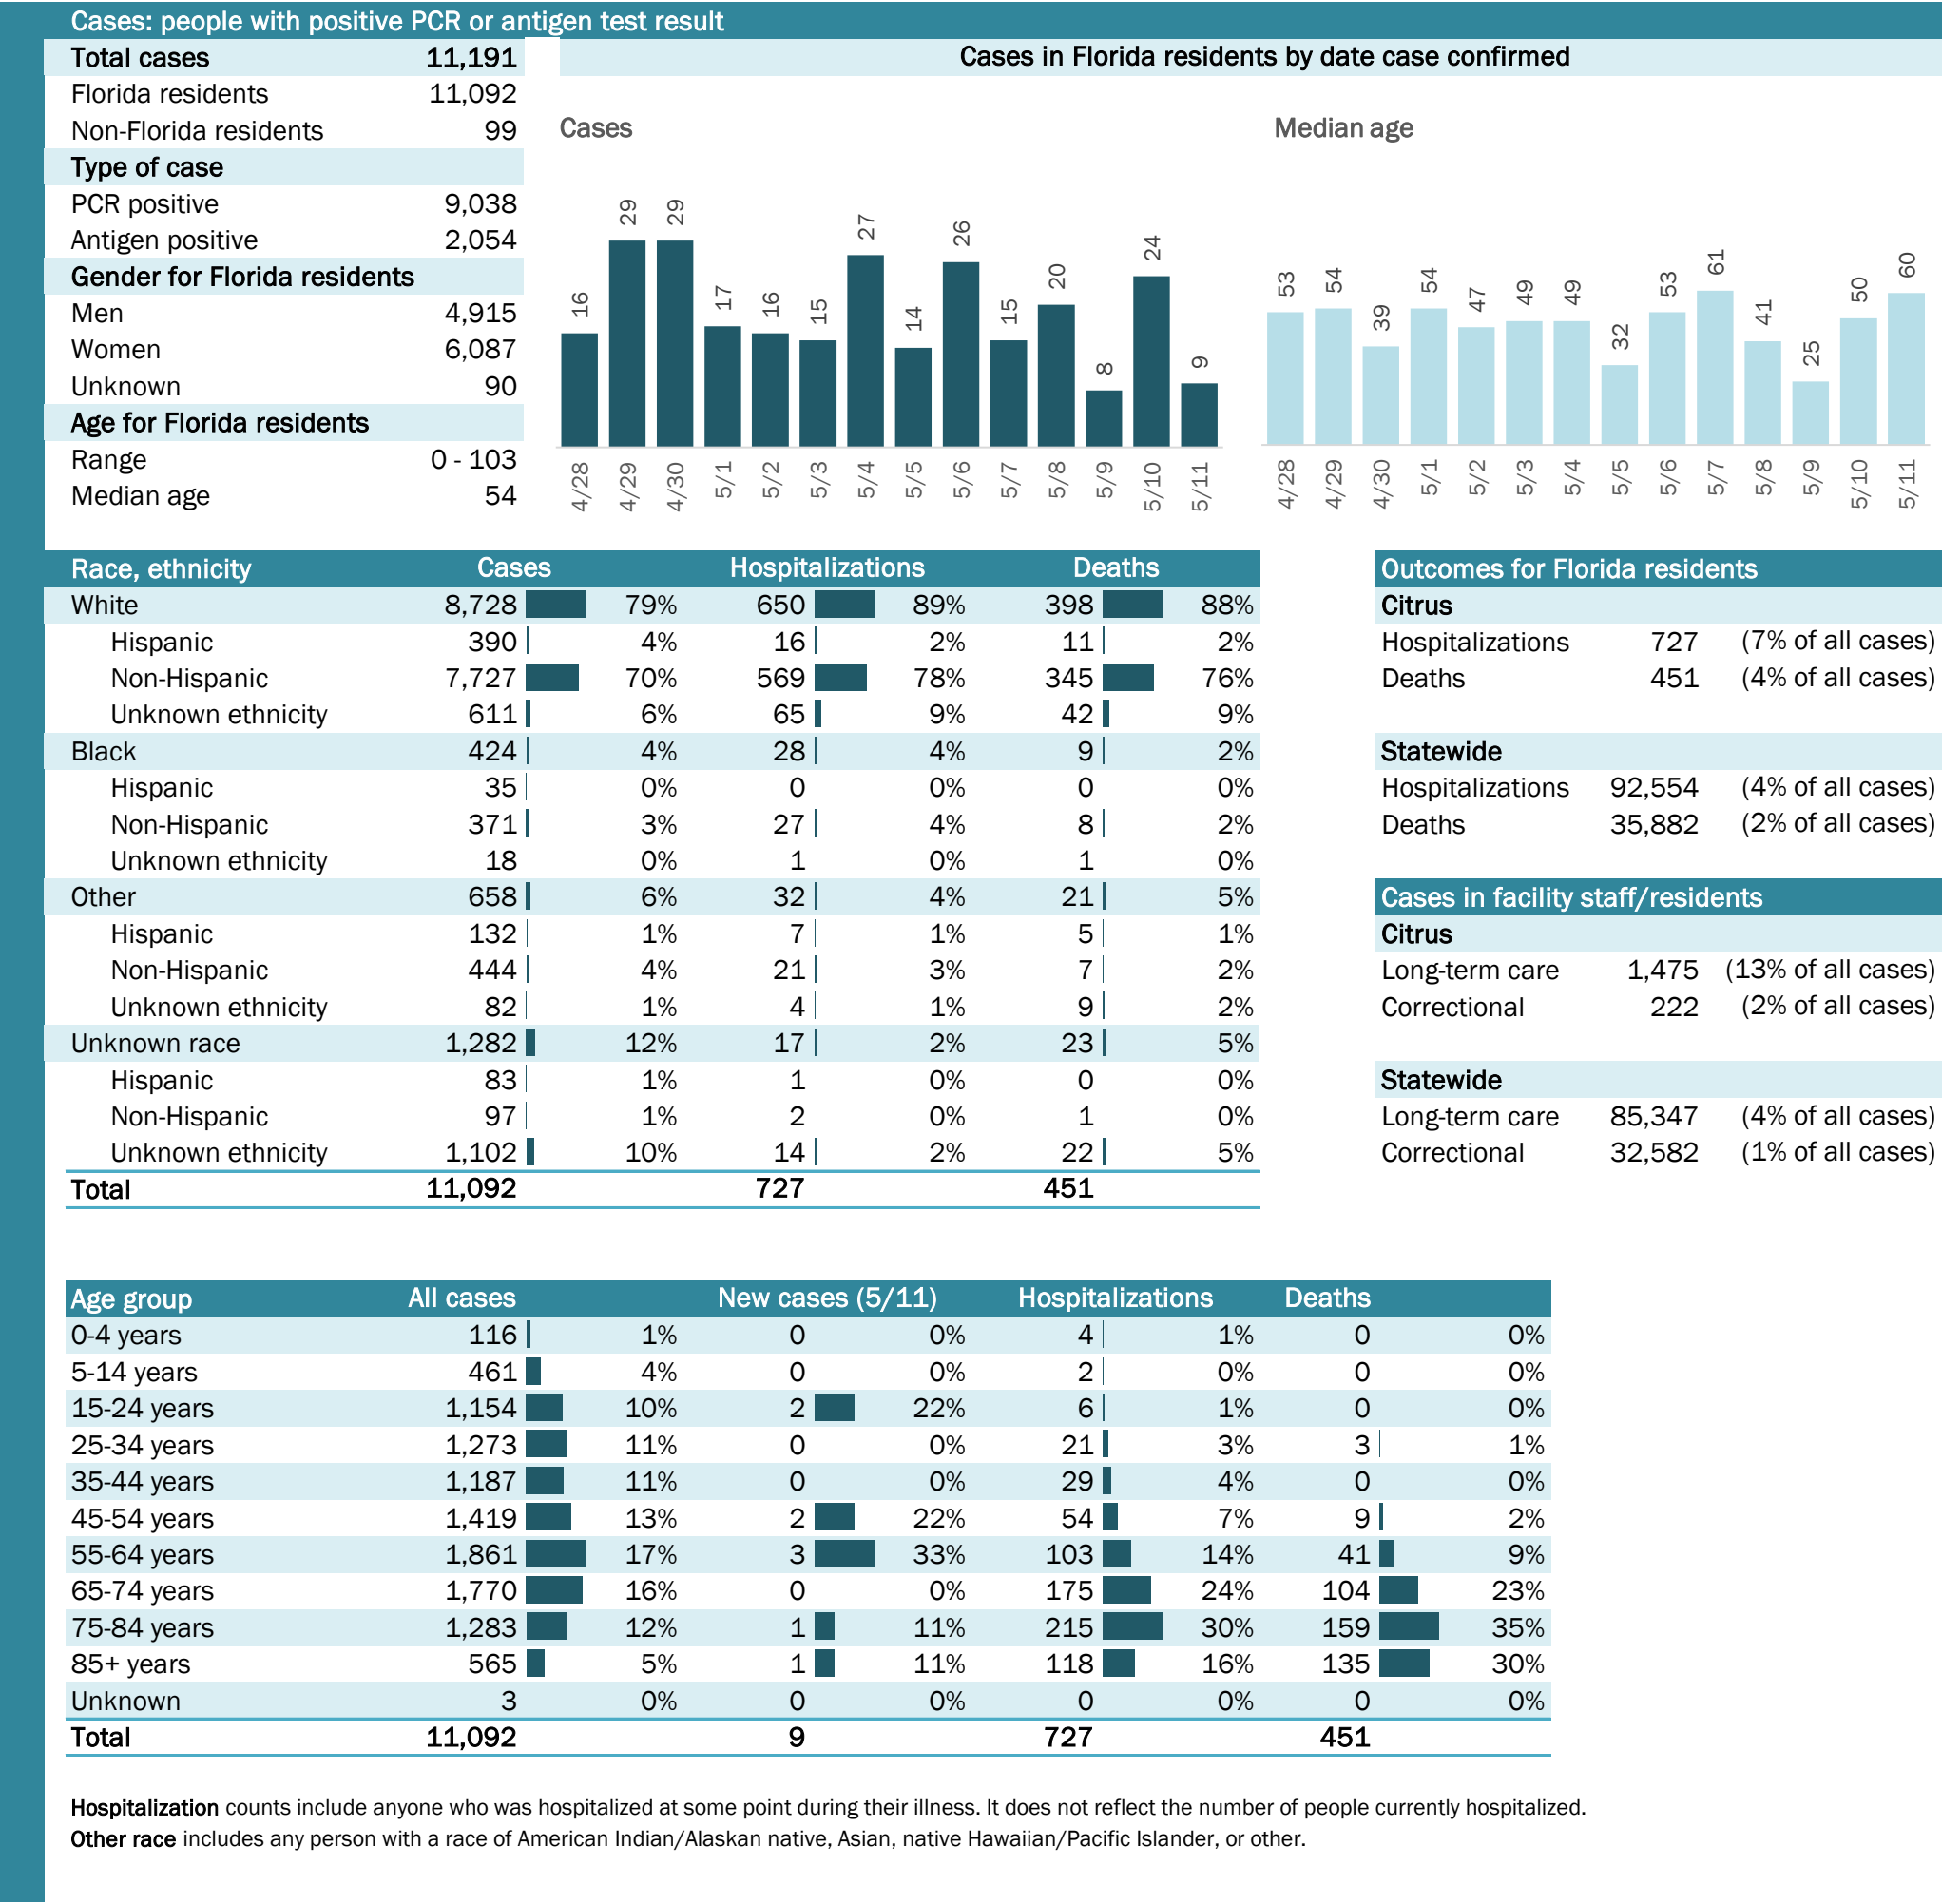 Cases: people with positive PCR or antigen test result
Total cases 11,191
Florida residents 11,092
Non-Florida residents 99
Type of case
PCR positive 9,038
Antigen positive 2,054
Gender for Florida residents
Men 4,915
Women 6,087
Unknown 90
Age for Florida residents
Range 0 - 103
Median age 54
Cases in Florida residents by date case confirmed
Cases
16 29 29 17 16 15 27 14 26 15 20 8 24 9
4/28 4/29 4/30 5/1 5/2 5/3 5/4 5/5 5/6 5/7 5/8 5/9 5/10 5/11
Median age
53 54 39 54 47 49 49 32 53 61 41 25 50 60
4/28 4/29 4/30 5/1 5/2 5/3 5/4 5/5 5/6 5/7 5/8 5/9 5/10 5/11
Race, ethnicity Cases Hospitalizations Deaths
White 8,728 79% 650 89% 398 88%
Hispanic 390 4% 16 2% 11 2%
Non-Hispanic 7,727 70% 569 78% 345 76%
Unknown ethnicity 611 6% 65 9% 42 9%
Black 424 4% 28 4% 9 2%
Hispanic 35 0% 0 0% 0 0%
Non-Hispanic 371 3% 27 4% 8 2%
Unknown ethnicity 18 0% 1 0% 1 0%
Other 658 6% 32 4% 21 5%
Hispanic 132 1% 7 1% 5 1%
Non-Hispanic 444 4% 21 3% 7 2%
Unknown ethnicity 82 1% 4 1% 9 2%
Unknown race 1,282 12% 17 2% 23 5%
Hispanic 83 1% 1 0% 0 0%
Non-Hispanic 97 1% 2 0% 1 0%
Unknown ethnicity 1,102 10% 14 2% 22 5%
Total 11,092 727 451
Outcomes for Florida residents
Citrus
Hospitalizations 727 (7% of all cases)
Deaths 451 (4% of all cases)
Statewide
Hospitalizations 92,554 (4% of all cases)
Deaths 35,882 (2% of all cases)
Cases in facility staff/residents
Citrus
Long-term care 1,475 (13% of all cases)
Correctional 222 (2% of all cases)
Statewide
Long-term care 85,347 (4% of all cases)
Correctional 32,582 (1% of all cases)
Age group All cases New cases (5/11) Hospitalizations Deaths
0-4 years 116 1% 0 0% 4 1% 0 0%
5-14 years 461 4% 0 0% 2 0% 0 0%
15-24 years 1,154 10% 2 22% 6 1% 0 0%
25-34 years 1,273 11% 0 0% 21 3% 3 1%
35-44 years 1,187 11% 0 0% 29 4% 0 0%
45-54 years 1,419 13% 2 22% 54 7% 9 2%
55-64 years 1,861 17% 3 33% 103 14% 41 9%
65-74 years 1,770 16% 0 0% 175 24% 104 23%
75-84 years 1,283 12% 1 11% 215 30% 159 35%
85+ years 565 5% 1 11% 118 16% 135 30%
Unknown 3 0% 0 0% 0 0% 0 0%
Total 11,092 9 727 451
Hospitalization counts include anyone who was hospitalized at some point during their illness. It does not reflect the number of people currently hospitalized.
Other race includes any person with a race of American Indian/Alaskan native, Asian, native Hawaiian/Pacific Islander, or other.